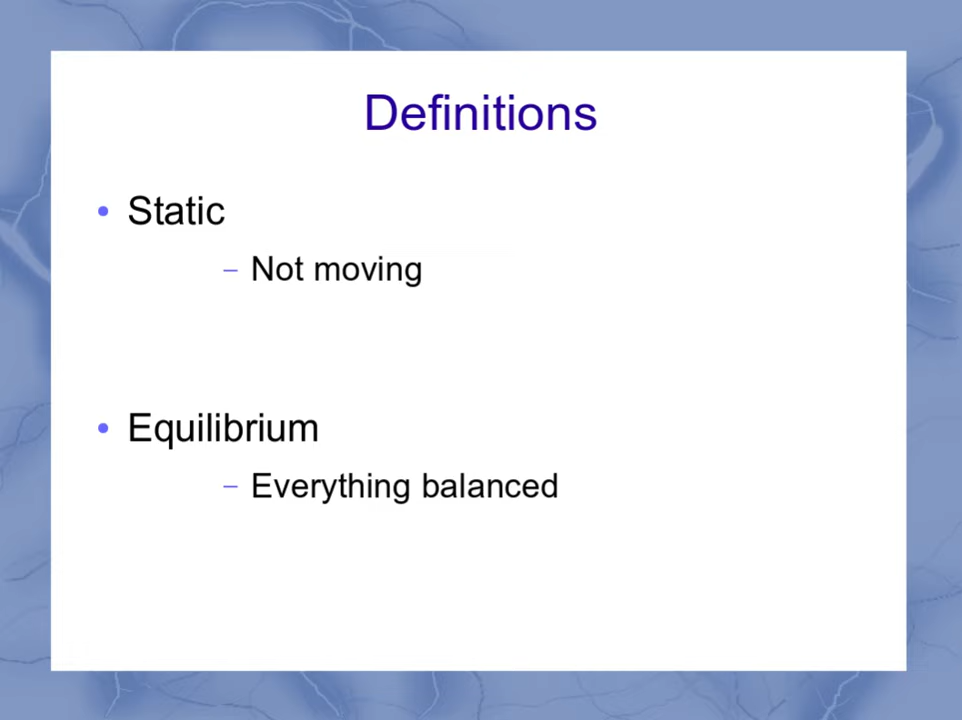 Definitions
• Static
– Not moving
• Equilibrium
– Everything balanced